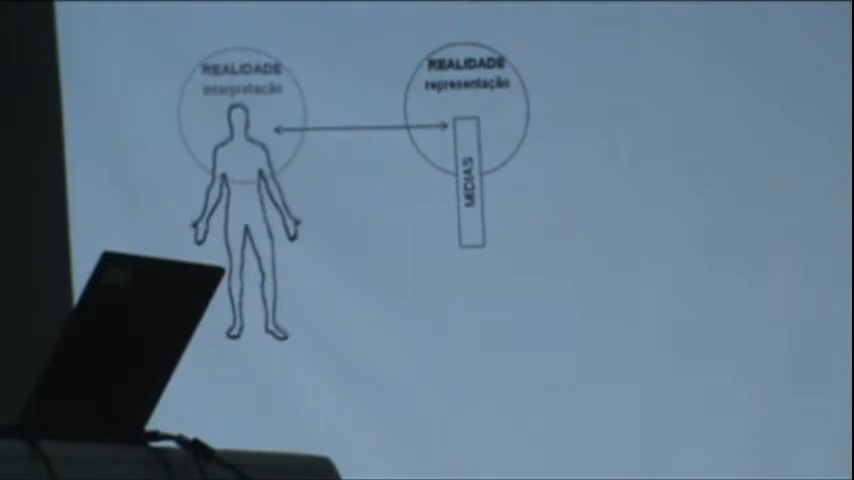 REALIDADE
interpretação
REALIDADE
representação
MÍDIAS